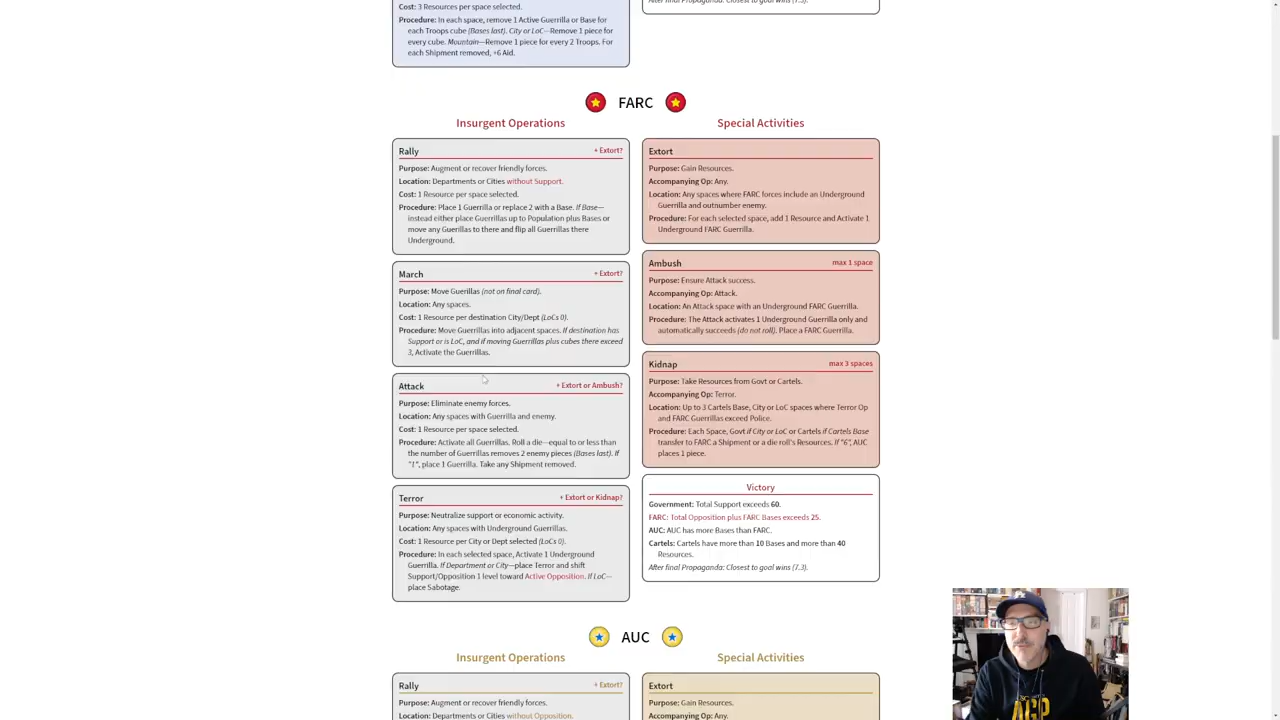 Cost: 3 Resources per space selected.
Procedure: In each space, remove 1 Active Guerrilla or Base for
each Troops cube (Bases last). City or LoC—Remove 1 piece for
every cube. Mountain—Remove 1 piece for every 2 Troops. For
each Shipment removed, +6 Aid.
After final Propaganda: Closest to goal wins (7.3).
FARC
Insurgent Operations
Rally + Extort?
Purpose: Augment or recover friendly forces.
Location: Departments or Cities without Support.
Cost: 1 Resource per space selected.
Procedure: Place 1 Guerrilla or replace 2 with a Base. If Base—
instead either place Guerrillas up to Population plus Bases or
move any Guerillas to there and flip all Guerrillas there
Underground.
March + Extort?
Purpose: Move Guerillas (not on final card).
Location: Any spaces.
Cost: 1 Resource per destination City/Dept (LoCs 0).
Procedure: Move Guerillas into adjacent spaces. If destination has
Support or is LoC, and if moving Guerrillas plus cubes there exceed
3, Activate the Guerillas.
Attack + Extort or Ambush?
Purpose: Eliminate enemy forces.
Location: Any spaces with Guerrilla and enemy.
Cost: 1 Resource per space selected.
Procedure: Activate all Guerrillas. Roll a die—equal to or less than
the number of Guerrillas removes 2 enemy pieces (Bases last). If
"1", place 1 Guerrilla. Take any Shipment removed.
Terror + Extort or Kidnap?
Purpose: Neutralize support or economic activity.
Location: Any spaces with Underground Guerrillas.
Cost: 1 Resource per City or Dept selected (LoCs 0).
Procedure: In each selected space, Activate 1 Underground
Guerrilla. If Department or City—place Terror and shift
Support/Opposition 1 level toward Active Opposition. If LoC—
place Sabotage.
Special Activities
Extort
Purpose: Gain Resources.
Accompanying Op: Any.
Location: Any spaces where FARC forces include an Underground
Guerrilla and outnumber enemy.
Procedure: For each selected space, add 1 Resource and Activate 1
Underground FARC Guerrilla.
Ambush max 1 space
Purpose: Ensure Attack success.
Accompanying Op: Attack.
Location: An Attack space with an Underground FARC Guerrilla.
Procedure: The Attack activates 1 Underground Guerrilla only and
automatically succeeds (do not roll). Place a FARC Guerrilla.
Kidnap max 3 spaces
Purpose: Take Resources from Govt or Cartels.
Accompanying Op: Terror.
Location: Up to 3 Cartels Base, City or LoC spaces where Terror Op
and FARC Guerrillas exceed Police.
Procedure: Each Space, Govt if City or LoC or Cartels if Cartels Base
transfer to FARC a Shipment or a die roll's Resources. If "6", AUC
places 1 piece.
Victory
Government: Total Support exceeds 60.
FARC: Total Opposition plus FARC Bases exceeds 25.
AUC: AUC has more Bases than FARC.
Cartels: Cartels have more than 10 Bases and more than 40
Resources.
After final Propaganda: Closest to goal wins (7.3).
AUC
Insurgent Operations
Rally + Extort?
Purpose: Augment or recover friendly forces.
Location: Departments or Cities without Opposition.
Special Activities
Extort
Purpose: Gain Resources.
Accompanying Op: Any.
AGP